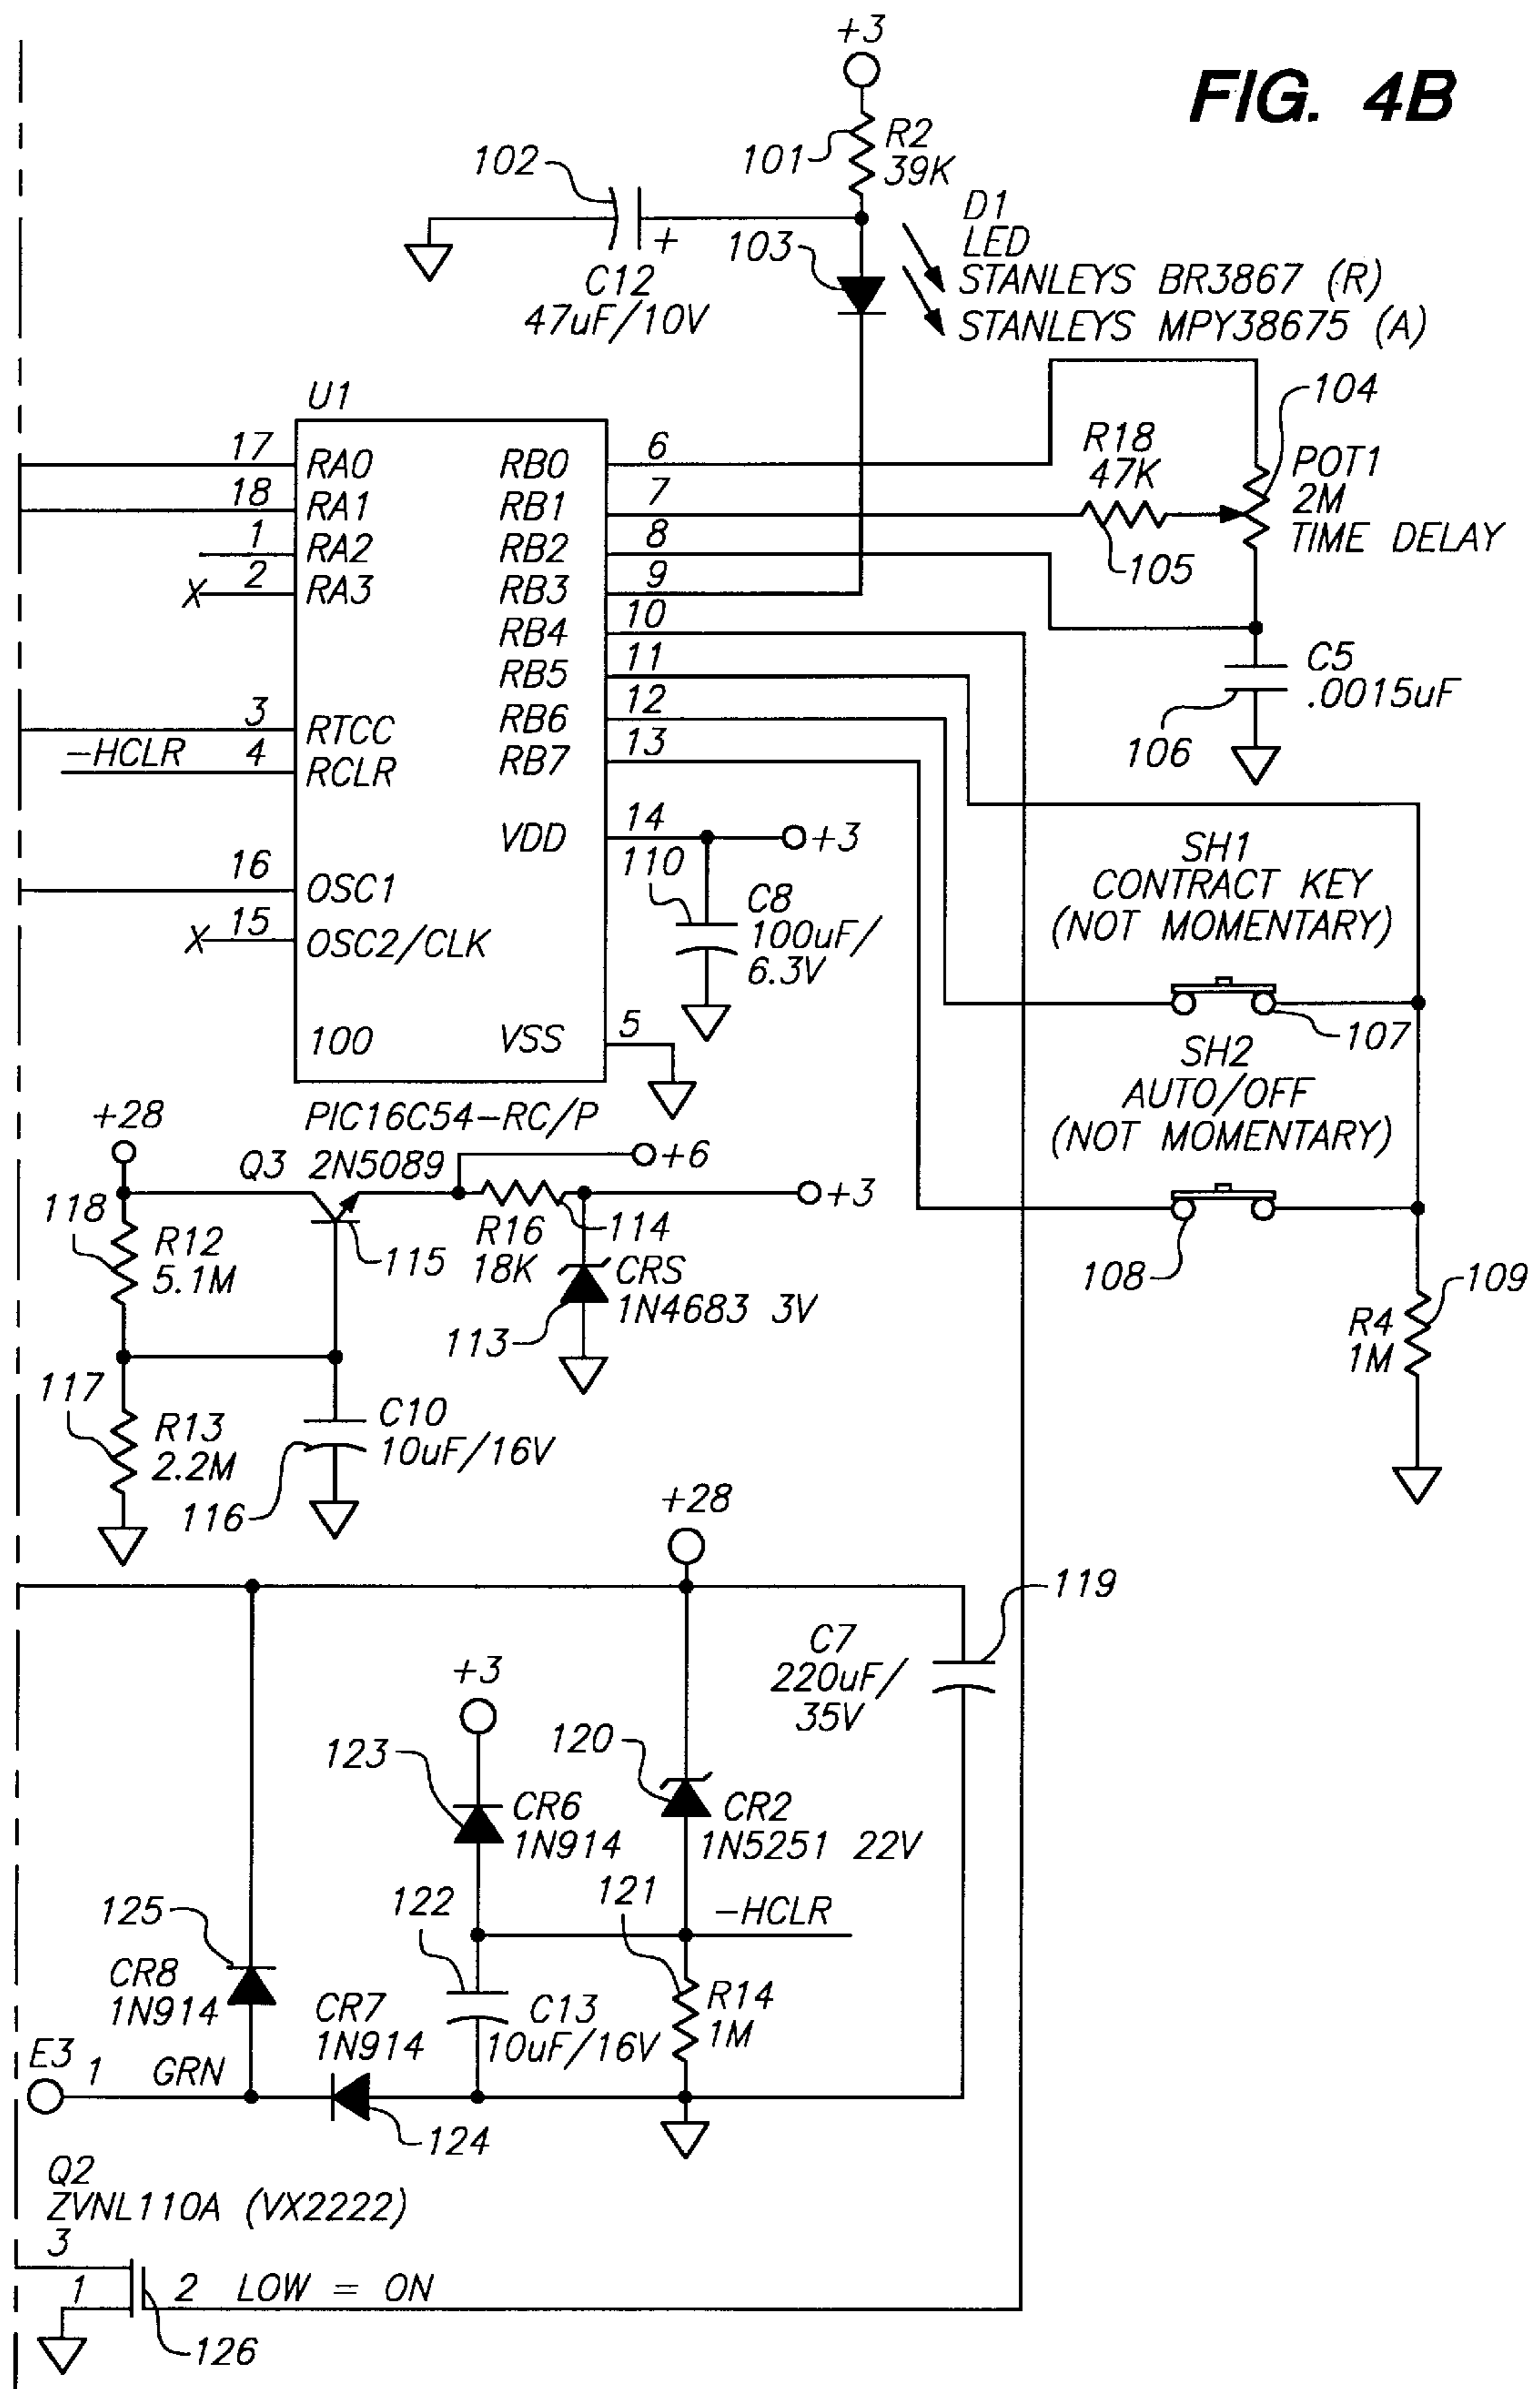 FIG. 4B
+3
101
R2
39K
102
+
C12
47uF/10V
103
D1
LED
STANLEYS BR3867 (R)
STANLEYS MPY38675 (A)
U1
17 RA0
18 RA1
1 RA2
X 2 RA3
3 RTCC
-HCLR 4 RCLR
16 OSC1
X 15 OSC2/CLK
100
RB0 6
RB1 7
RB2 8
RB3 9
RB4 10
RB5 11
RB6 12
RB7 13
VDD 14
+3
VSS 5
PIC16C54-RC/P
110
C8
100uF/
6.3V
R18
47K
105
104
POT1
2M
TIME DELAY
C5
.0015uF
106
SH1
CONTRACT KEY
(NOT MOMENTARY)
107
SH2
AUTO/OFF
(NOT MOMENTARY)
108
109
R4
1M
+28
Q3 2N5089
+6
+3
118
R12
5.1M
115
R16
18K
114
CRS
1N4683 3V
113
117
R13
2.2M
C10
10uF/16V
116
+28
119
C7
220uF/
35V
+3
123
CR6
1N914
120
CR2
1N5251 22V
122
121
-HCLR
125
CR8
1N914
CR7
1N914
C13
10uF/16V
R14
1M
E3
1 GRN
124
Q2
ZVNL110A (VX2222)
3
1
2 LOW = ON
126